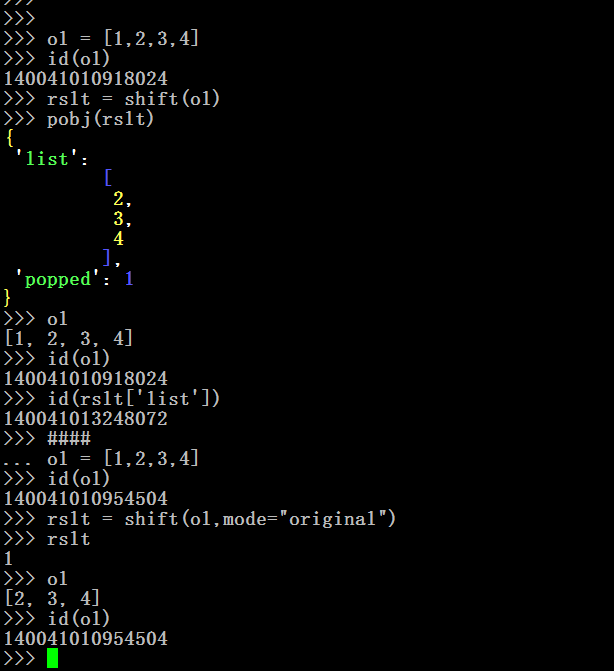 >>>
>>>
>>> ol = [1,2,3,4]
>>> id(ol)
140041010918024
>>> rslt = shift(ol)
>>> pobj(rslt)
{
 'list':
         [
          2,
          3,
          4
         ],
 'popped': 1
}
>>> ol
[1, 2, 3, 4]
>>> id(ol)
140041010918024
>>> id(rslt['list'])
140041013248072
>>> ####
... ol = [1,2,3,4]
>>> id(ol)
140041010954504
>>> rslt = shift(ol,mode="original")
>>> rslt
1
>>> ol
[2, 3, 4]
>>> id(ol)
140041010954504
>>>